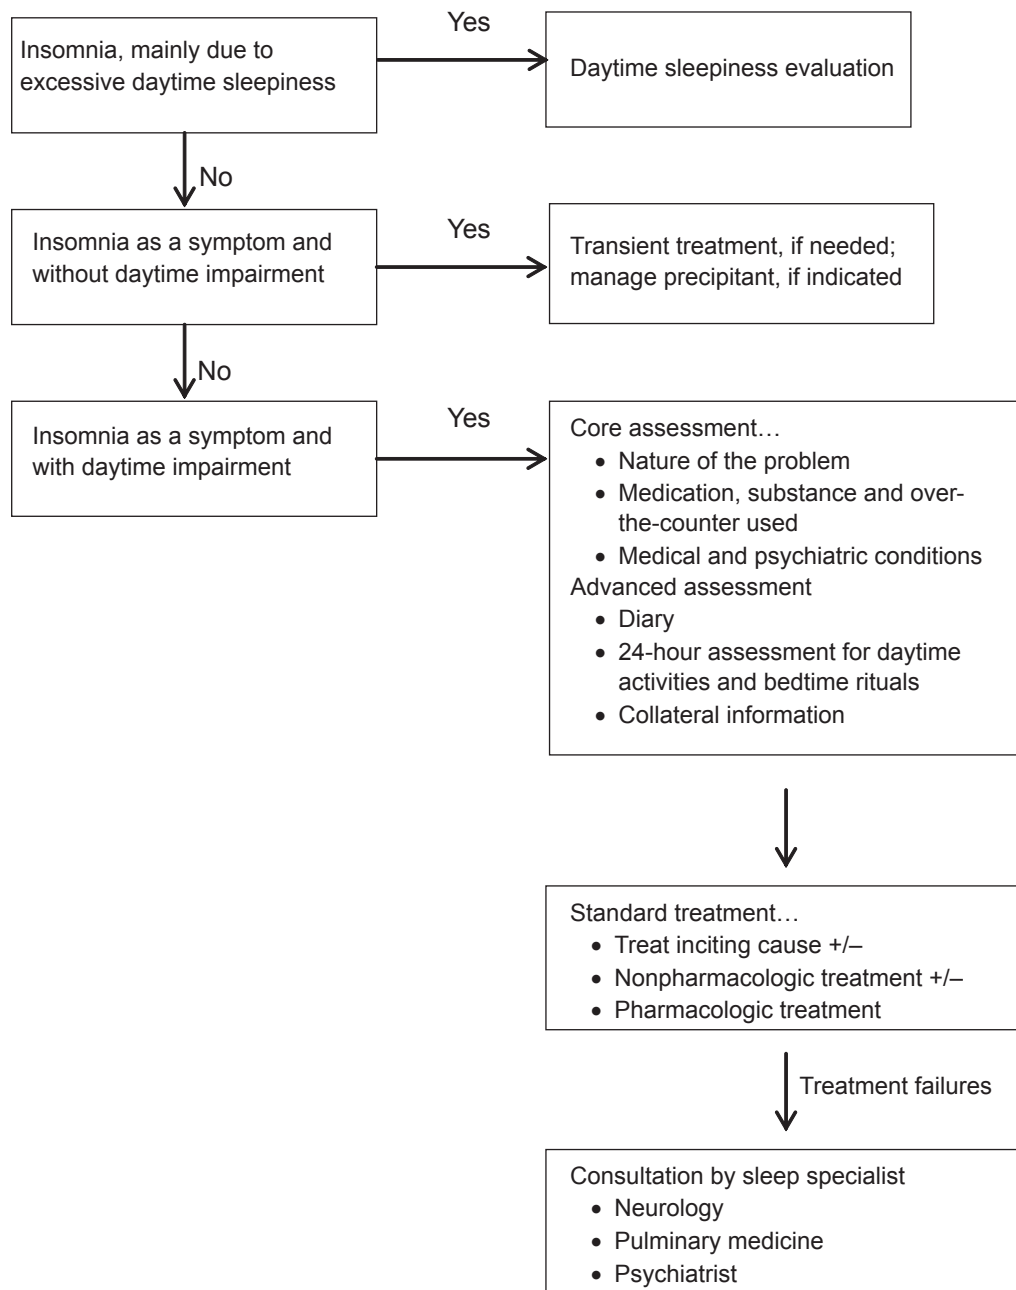 Yes
Insomnia, mainly due to
excessive daytime sleepiness
Daytime sleepiness evaluation
No
Insomnia as a symptom and
without daytime impairment
Yes
Transient treatment, if needed;
manage precipitant, if indicated
No
Insomnia as a symptom and
with daytime impairment
Yes
Core assessment…
• Nature of the problem
• Medication, substance and over-
the-counter used
• Medical and psychiatric conditions
Advanced assessment
• Diary
• 24-hour assessment for daytime
activities and bedtime rituals
• Collateral information
Standard treatment…
• Treat inciting cause +/–
• Nonpharmacologic treatment +/–
• Pharmacologic treatment
Treatment failures
Consultation by sleep specialist
• Neurology
• Pulminary medicine
• Psychiatrist